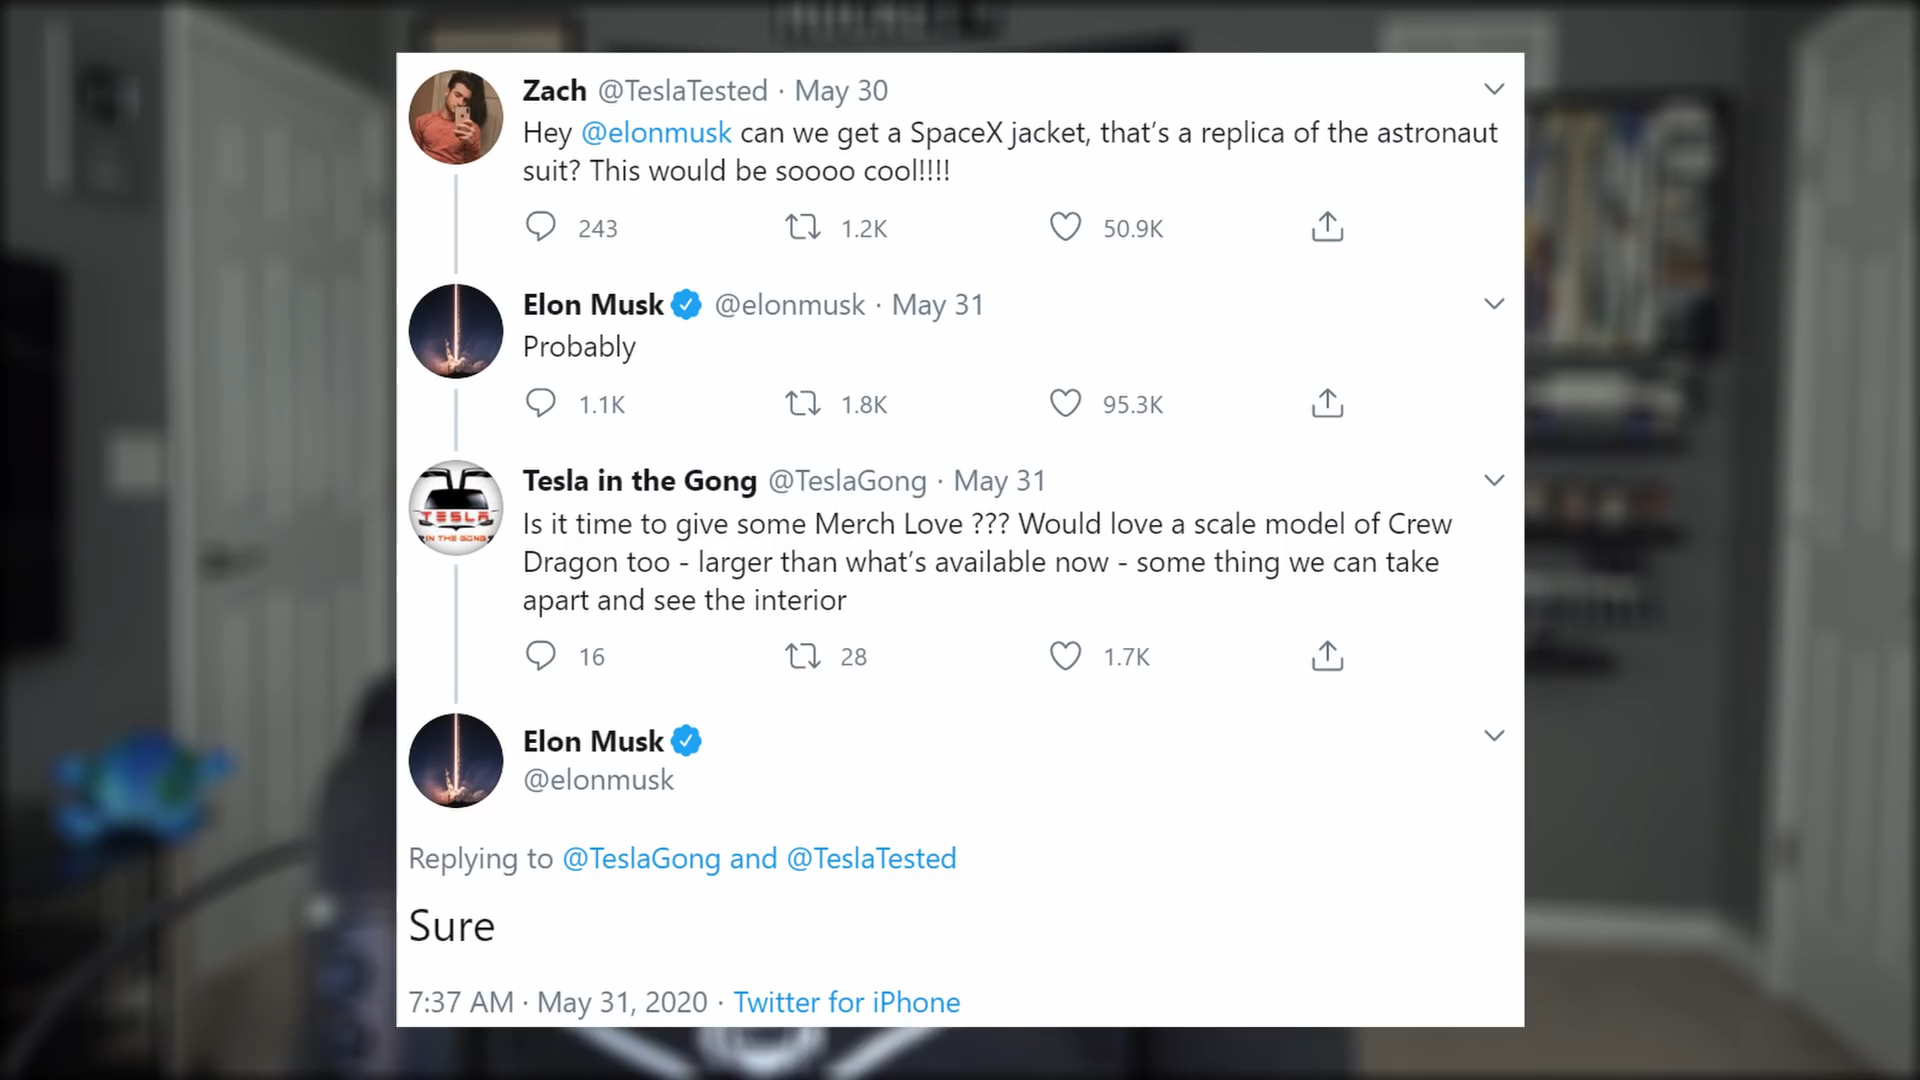 Zach @TeslaTested · May 30
Hey @elonmusk can we get a SpaceX jacket, that’s a replica of the astronaut
suit? This would be soooo cool!!!!
243 1.2K 50.9K
Elon Musk @elonmusk · May 31
Probably
1.1K 1.8K 95.3K
TESLA
IN THE GONG
Tesla in the Gong @TeslaGong · May 31
Is it time to give some Merch Love ??? Would love a scale model of Crew
Dragon too - larger than what’s available now - some thing we can take
apart and see the interior
16 28 1.7K
Elon Musk
@elonmusk
Replying to @TeslaGong and @TeslaTested
Sure
7:37 AM · May 31, 2020 · Twitter for iPhone